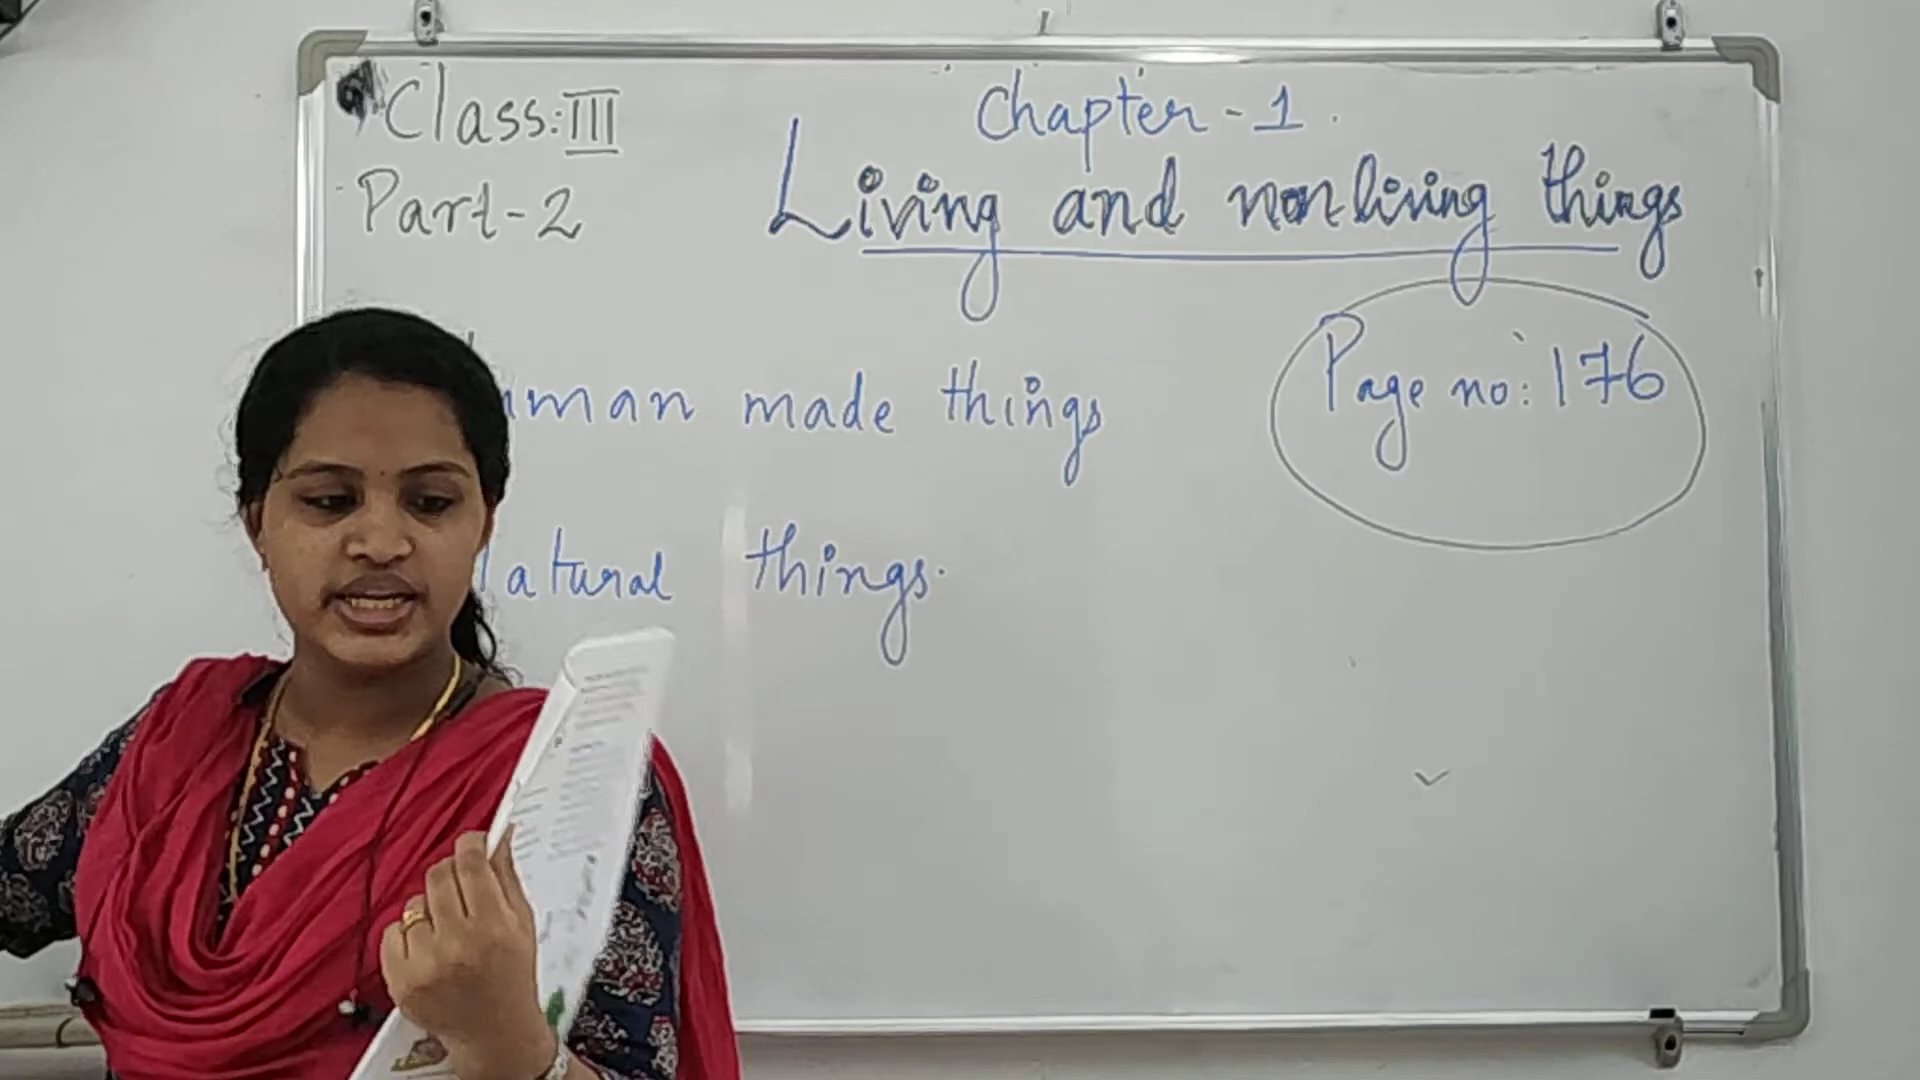 Class: III
Part-2
Chapter-1.
Living and nonliving things
made things
Page no: 176
things.